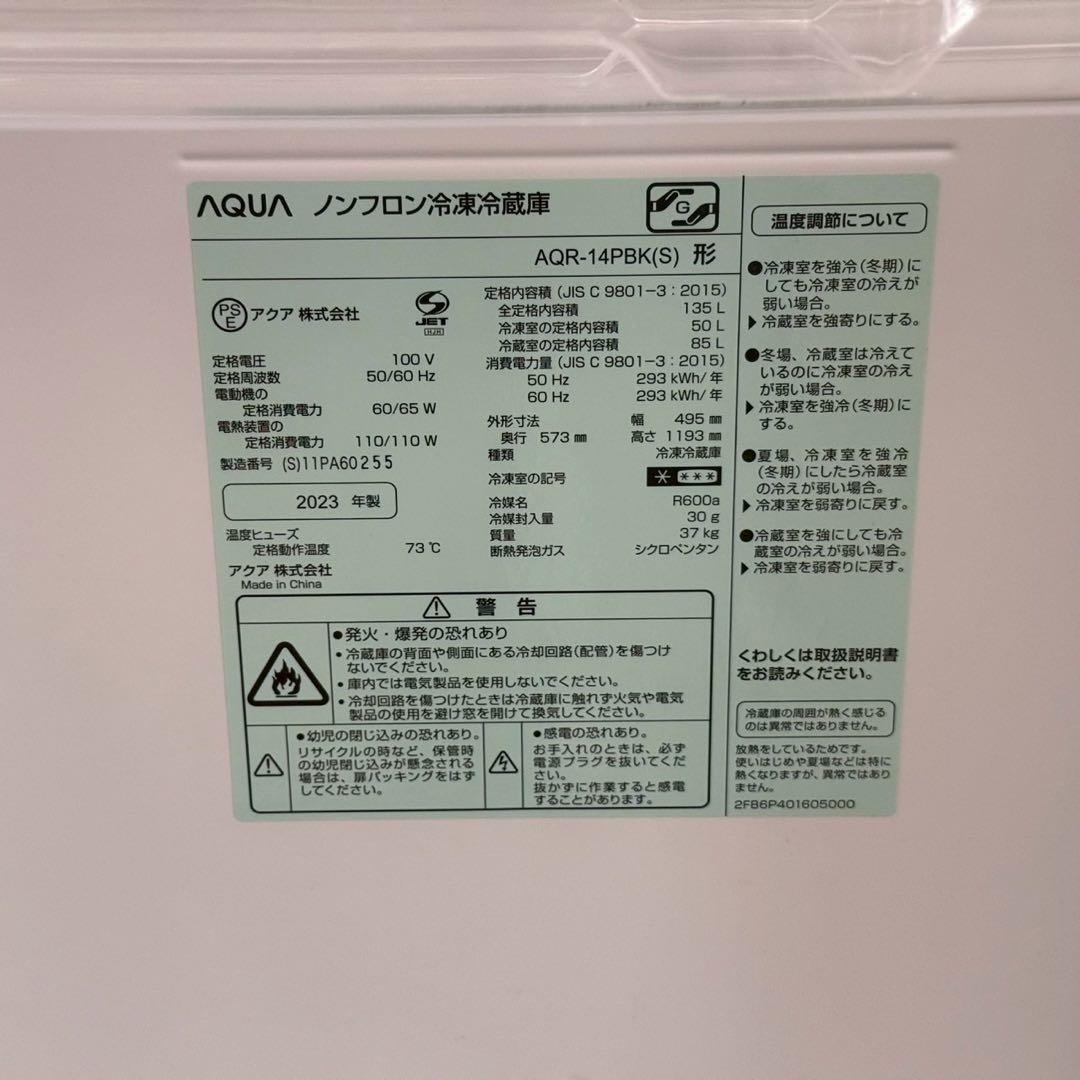 AQUA ノンフロン冷凍冷蔵庫
G
AQR-14PBK(S) 形
PS
E
アクア 株式会社
S
JET
HJR
定格電圧 100 V
定格周波数 50/60 Hz
電動機の
定格消費電力 60/65 W
電熱装置の
定格消費電力 110/110 W
製造番号 (S)11PA60255
2023 年製
温度ヒューズ
定格動作温度 73 ℃
アクア 株式会社
Made in China
定格内容積 (JIS C 9801-3:2015)
全定格内容積 135 L
冷凍室の定格内容積 50 L
冷蔵室の定格内容積 85 L
消費電力量 (JIS C 9801-3:2015)
50 Hz 293 kWh/年
60 Hz 293 kWh/年
外形寸法 幅 495 ㎜
奥行 573 ㎜ 高さ 1193 ㎜
種類 冷凍冷蔵庫
冷凍室の記号 * ***
冷媒名 R600a
冷媒封入量 30 g
質量 37 kg
断熱発泡ガス シクロペンタン
⚠ 警 告
●発火・爆発の恐れあり
・冷蔵庫の背面や側面にある冷却回路(配管)を傷つけ
ないでください。
・庫内では電気製品を使用しないでください。
・冷却回路を傷つけたときは冷蔵庫に触れず火気や電気
製品の使用を避け窓を開けて換気してください。
●幼児の閉じ込みの恐れあり。
リサイクルの時など、保管時
の幼児閉じ込みが懸念される
場合は、扉パッキングをはず
してください。
●感電の恐れあり。
お手入れのときは、必ず
電源プラグを抜いてくだ
さい。
抜かずに作業すると感電
することがあります。
温度調節について
●冷凍室を強冷(冬期)に
しても冷凍室の冷えが
弱い場合。
▶冷蔵室を強寄りにする。
●冬場、冷蔵室は冷えて
いるのに冷凍室の冷え
が弱い場合。
▶冷凍室を強冷(冬期)に
する。
●夏場、冷凍室を強冷
(冬期)にしたら冷蔵室
の冷えが弱い場合。
▶冷凍室を弱寄りに戻す。
●冷蔵室を強にしても冷
蔵室の冷えが弱い場合。
▶冷凍室を弱寄りに戻す。
くわしくは取扱説明書
をお読みください。
冷蔵庫の周囲が熱く感じる
のは異常ではありません。
放熱をしているためです。
使いはじめや夏場などは特に
熱くなりますが、異常ではあり
ません。
2FB6P401605000